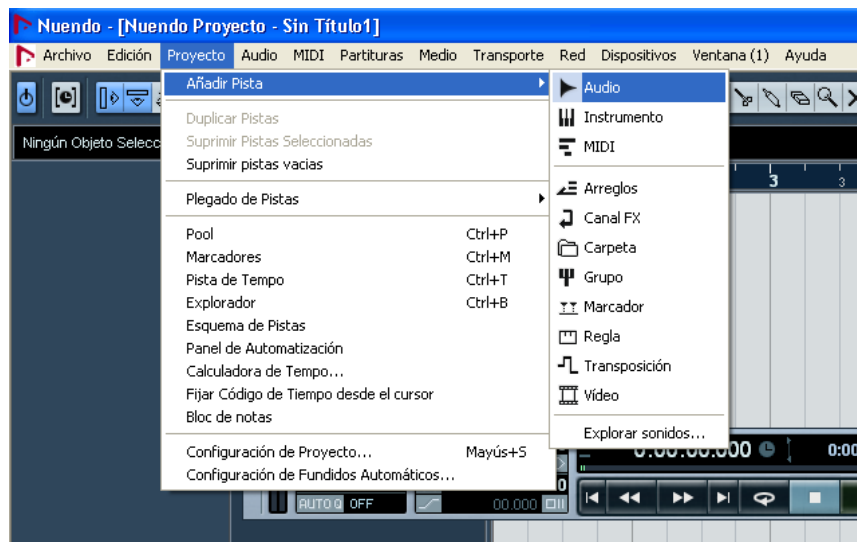 Nuendo - [Nuendo Proyecto - Sin Título1]
Archivo Edición Proyecto Audio MIDI Partituras Medio Transporte Red Dispositivos Ventana (1) Ayuda
Ningún Objeto Selecc
Añadir Pista
Duplicar Pistas
Suprimir Pistas Seleccionadas
Suprimir pistas vacias
Plegado de Pistas
Pool Ctrl+P
Marcadores Ctrl+M
Pista de Tempo Ctrl+T
Explorador Ctrl+B
Esquema de Pistas
Panel de Automatización
Calculadora de Tempo...
Fijar Código de Tiempo desde el cursor
Bloc de notas
Configuración de Proyecto... Mayús+S
Configuración de Fundidos Automáticos...
Audio
Instrumento
MIDI
Arreglos
Canal FX
Carpeta
Grupo
Marcador
Regla
Transposición
Vídeo
Explorar sonidos...
3 3
0:00
AUTO Q OFF
00.000
0